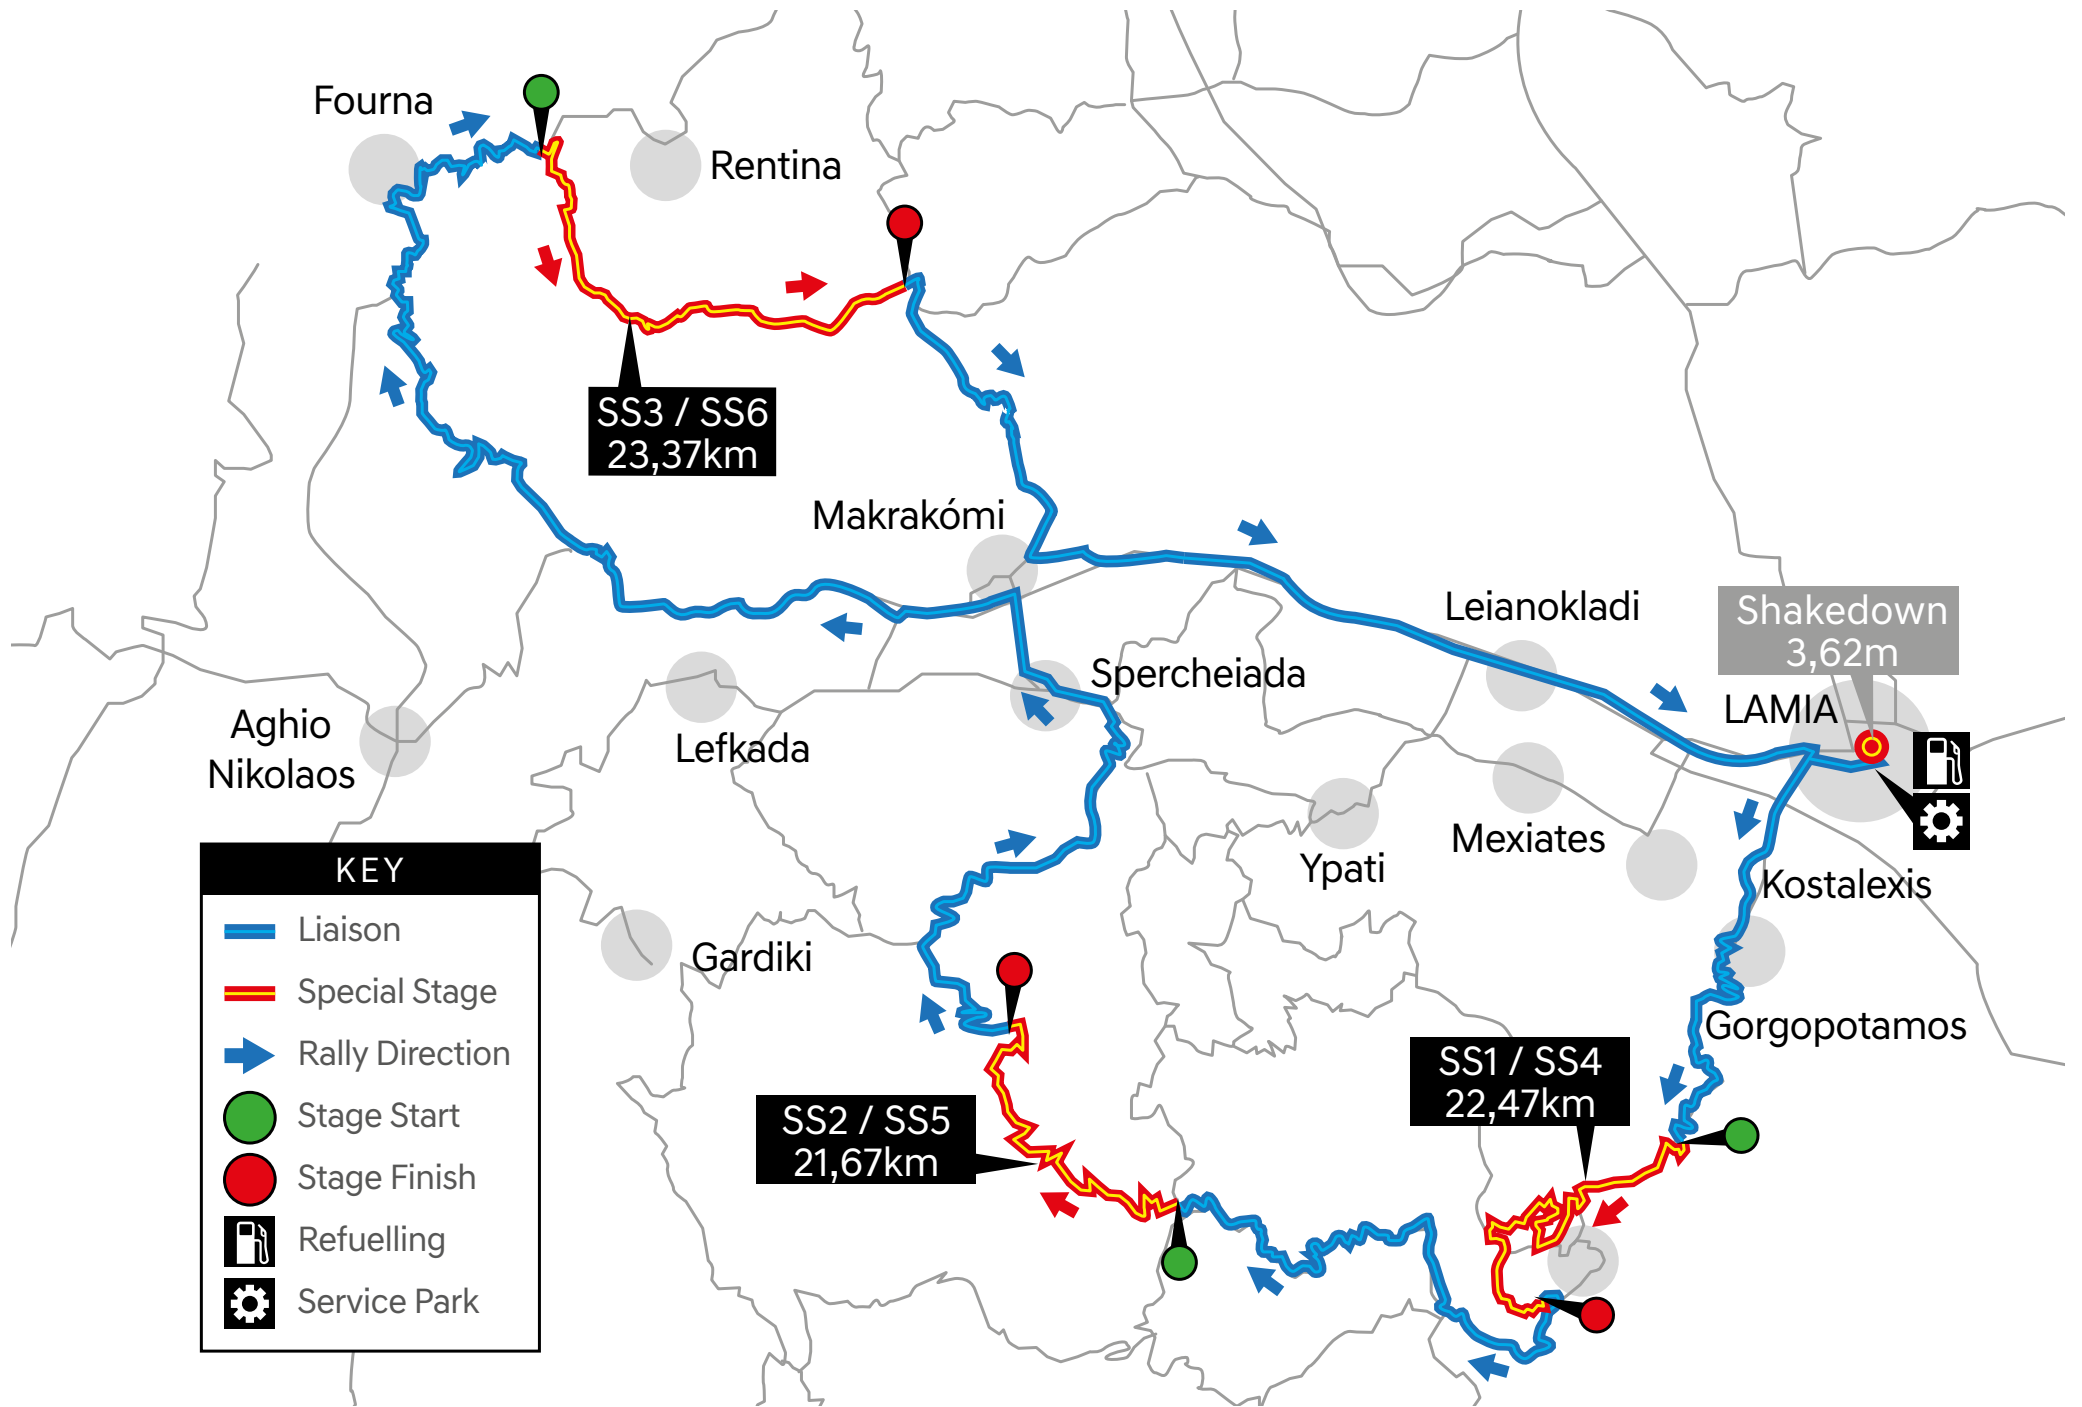 Fourna
Rentina
SS3 / SS6
23,37km
Makrakómi
Leianokladi
Shakedown
3,62m
Spercheiada
LAMIA
Aghio
Nikolaos
Lefkada
Mexiates
Ypati
Kostalexis
Gardiki
Gorgopotamos
SS1 / SS4
22,47km
SS2 / SS5
21,67km
KEY
Liaison
Special Stage
Rally Direction
Stage Start
Stage Finish
Refuelling
Service Park